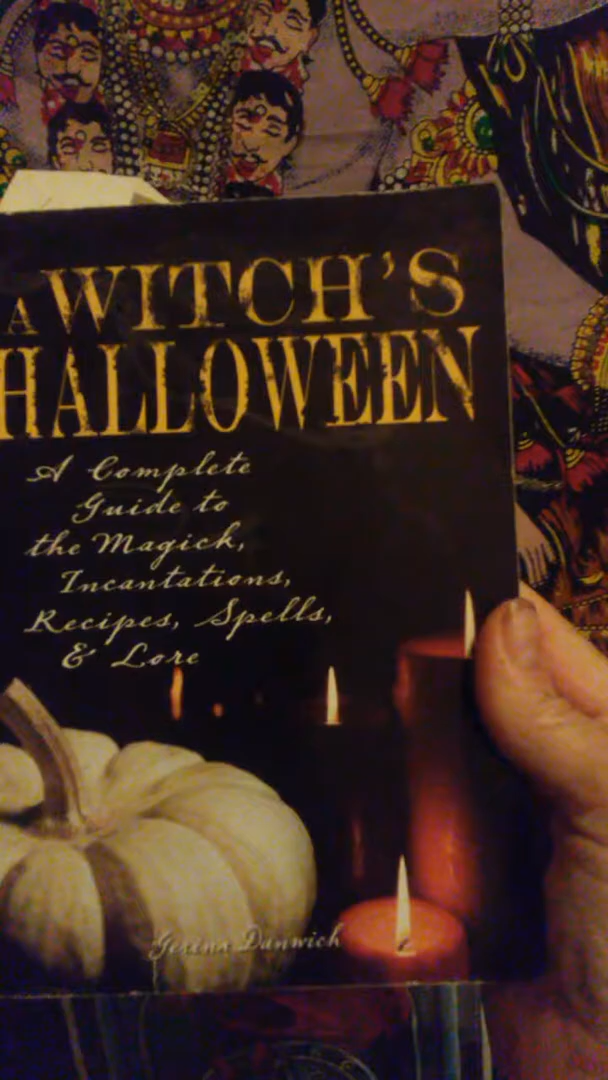 A WITCH'S
HALLOWEEN
A Complete
Guide to
the Magick,
Incantations,
Recipes, Spells,
& Lore
Gerina Dunwich